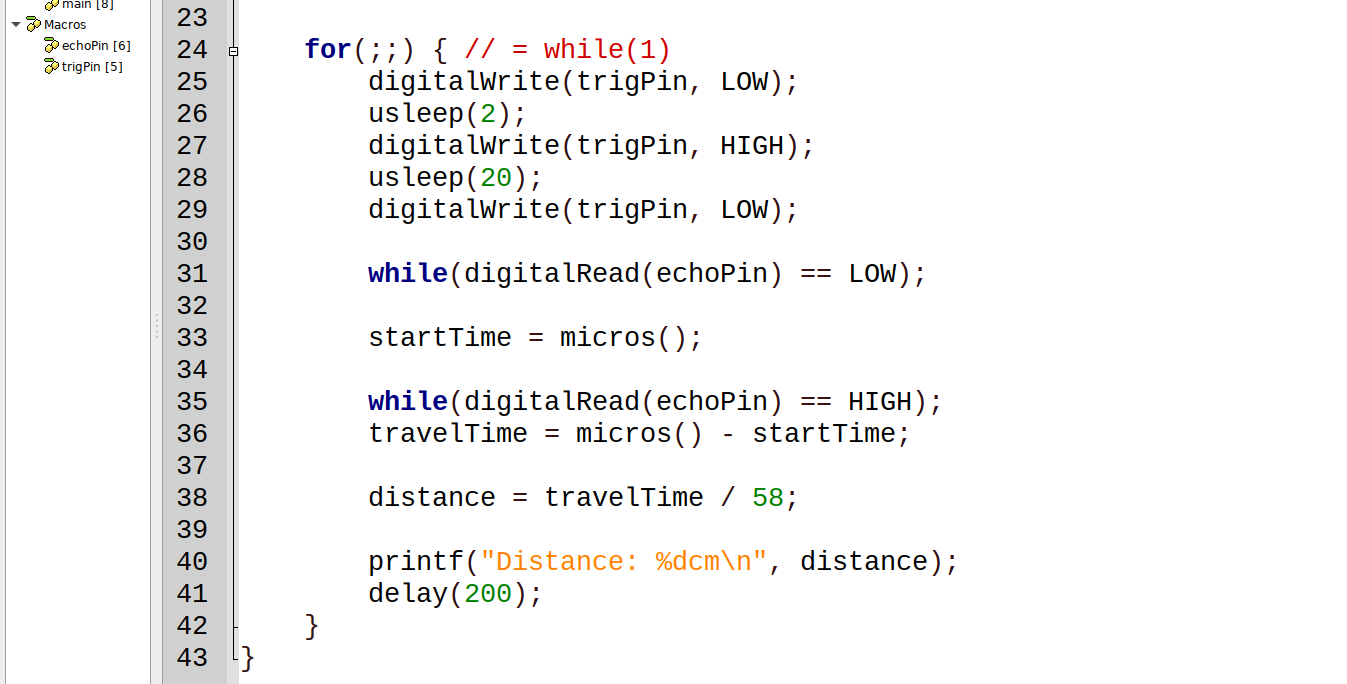 main [8]
Macros
echoPin [6]
trigPin [5]
23
24 for(;;) { // = while(1)
25 digitalWrite(trigPin, LOW);
26 usleep(2);
27 digitalWrite(trigPin, HIGH);
28 usleep(20);
29 digitalWrite(trigPin, LOW);
30
31 while(digitalRead(echoPin) == LOW);
32
33 startTime = micros();
34
35 while(digitalRead(echoPin) == HIGH);
36 travelTime = micros() - startTime;
37
38 distance = travelTime / 58;
39
40 printf("Distance: %dcm\n", distance);
41 delay(200);
42 }
43 }